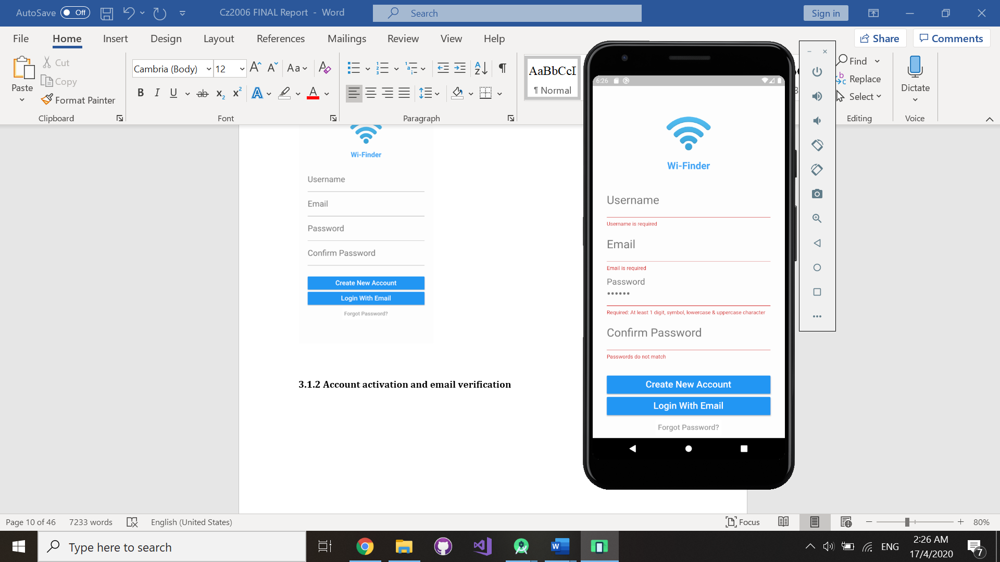 AutoSave Off Cz2006 FINAL Report - Word Search Sign in
File Home Insert Design Layout References Mailings Review View Help Share Comments
Paste
Cut
Copy
Format Painter
Clipboard
Cambria (Body) 12
Font
Paragraph
AaBbCcI
¶ Normal
Find
Replace
Select
Editing
Dictate
Voice
Wi-Finder
Username
Email
Password
Confirm Password
Create New Account
Login With Email
Forgot Password?
3.1.2 Account activation and email verification
6:26
Wi-Finder
Username
Username is required
Email
Email is required
Password
••••••
Required: At least 1 digit, symbol, lowercase & uppercase character
Confirm Password
Passwords do not match
Create New Account
Login With Email
Forgot Password?
Page 10 of 46 7233 words English (United States) Focus 80%
Type here to search
ENG
2:26 AM
17/4/2020
7